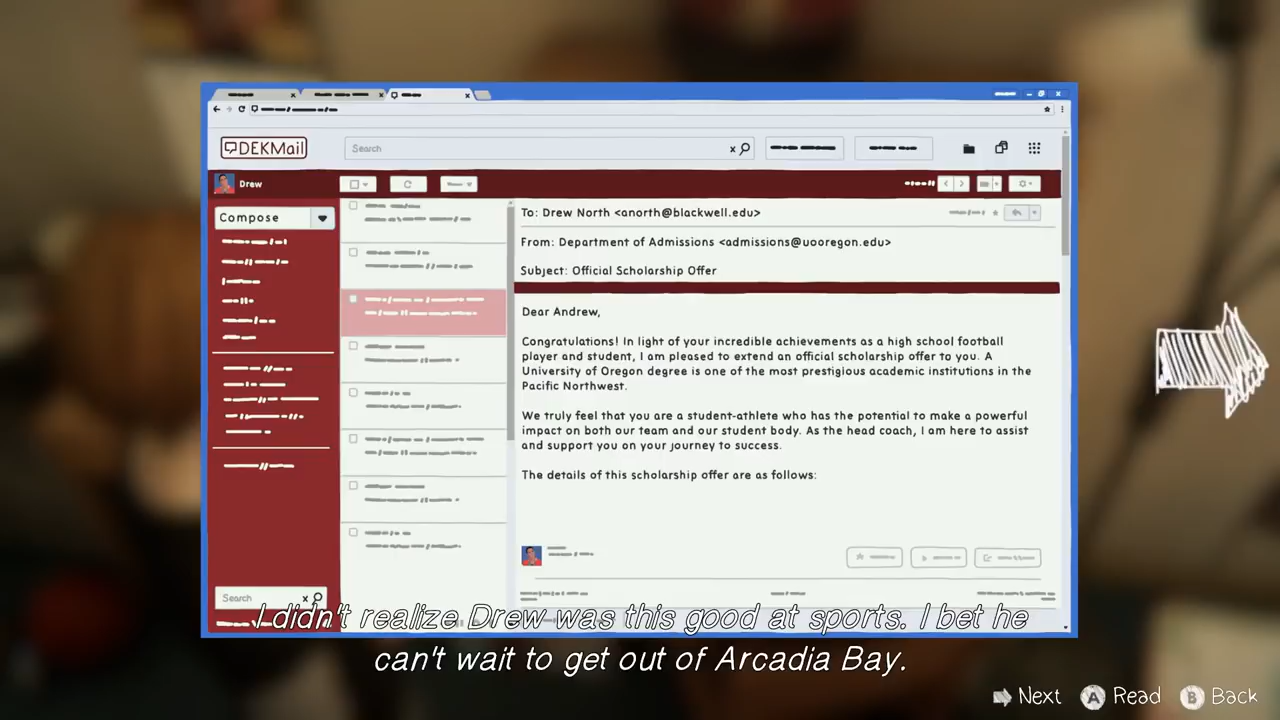 DEKMail
Search
Drew
Compose
To: Drew North <anorth@blackwell.edu>
From: Department of Admissions <admissions@uooregon.edu>
Subject: Official Scholarship Offer
Dear Andrew,
Congratulations! In light of your incredible achievements as a high school football
player and student, I am pleased to extend an official scholarship offer to you. A
University of Oregon degree is one of the most prestigious academic institutions in the
Pacific Northwest.
We truly feel that you are a student-athlete who has the potential to make a powerful
impact on both our team and our student body. As the head coach, I am here to assist
and support you on your journey to success.
The details of this scholarship offer are as follows:
Search
I didn't realize Drew was this good at sports. I bet he
can't wait to get out of Arcadia Bay.
Next A Read B Back